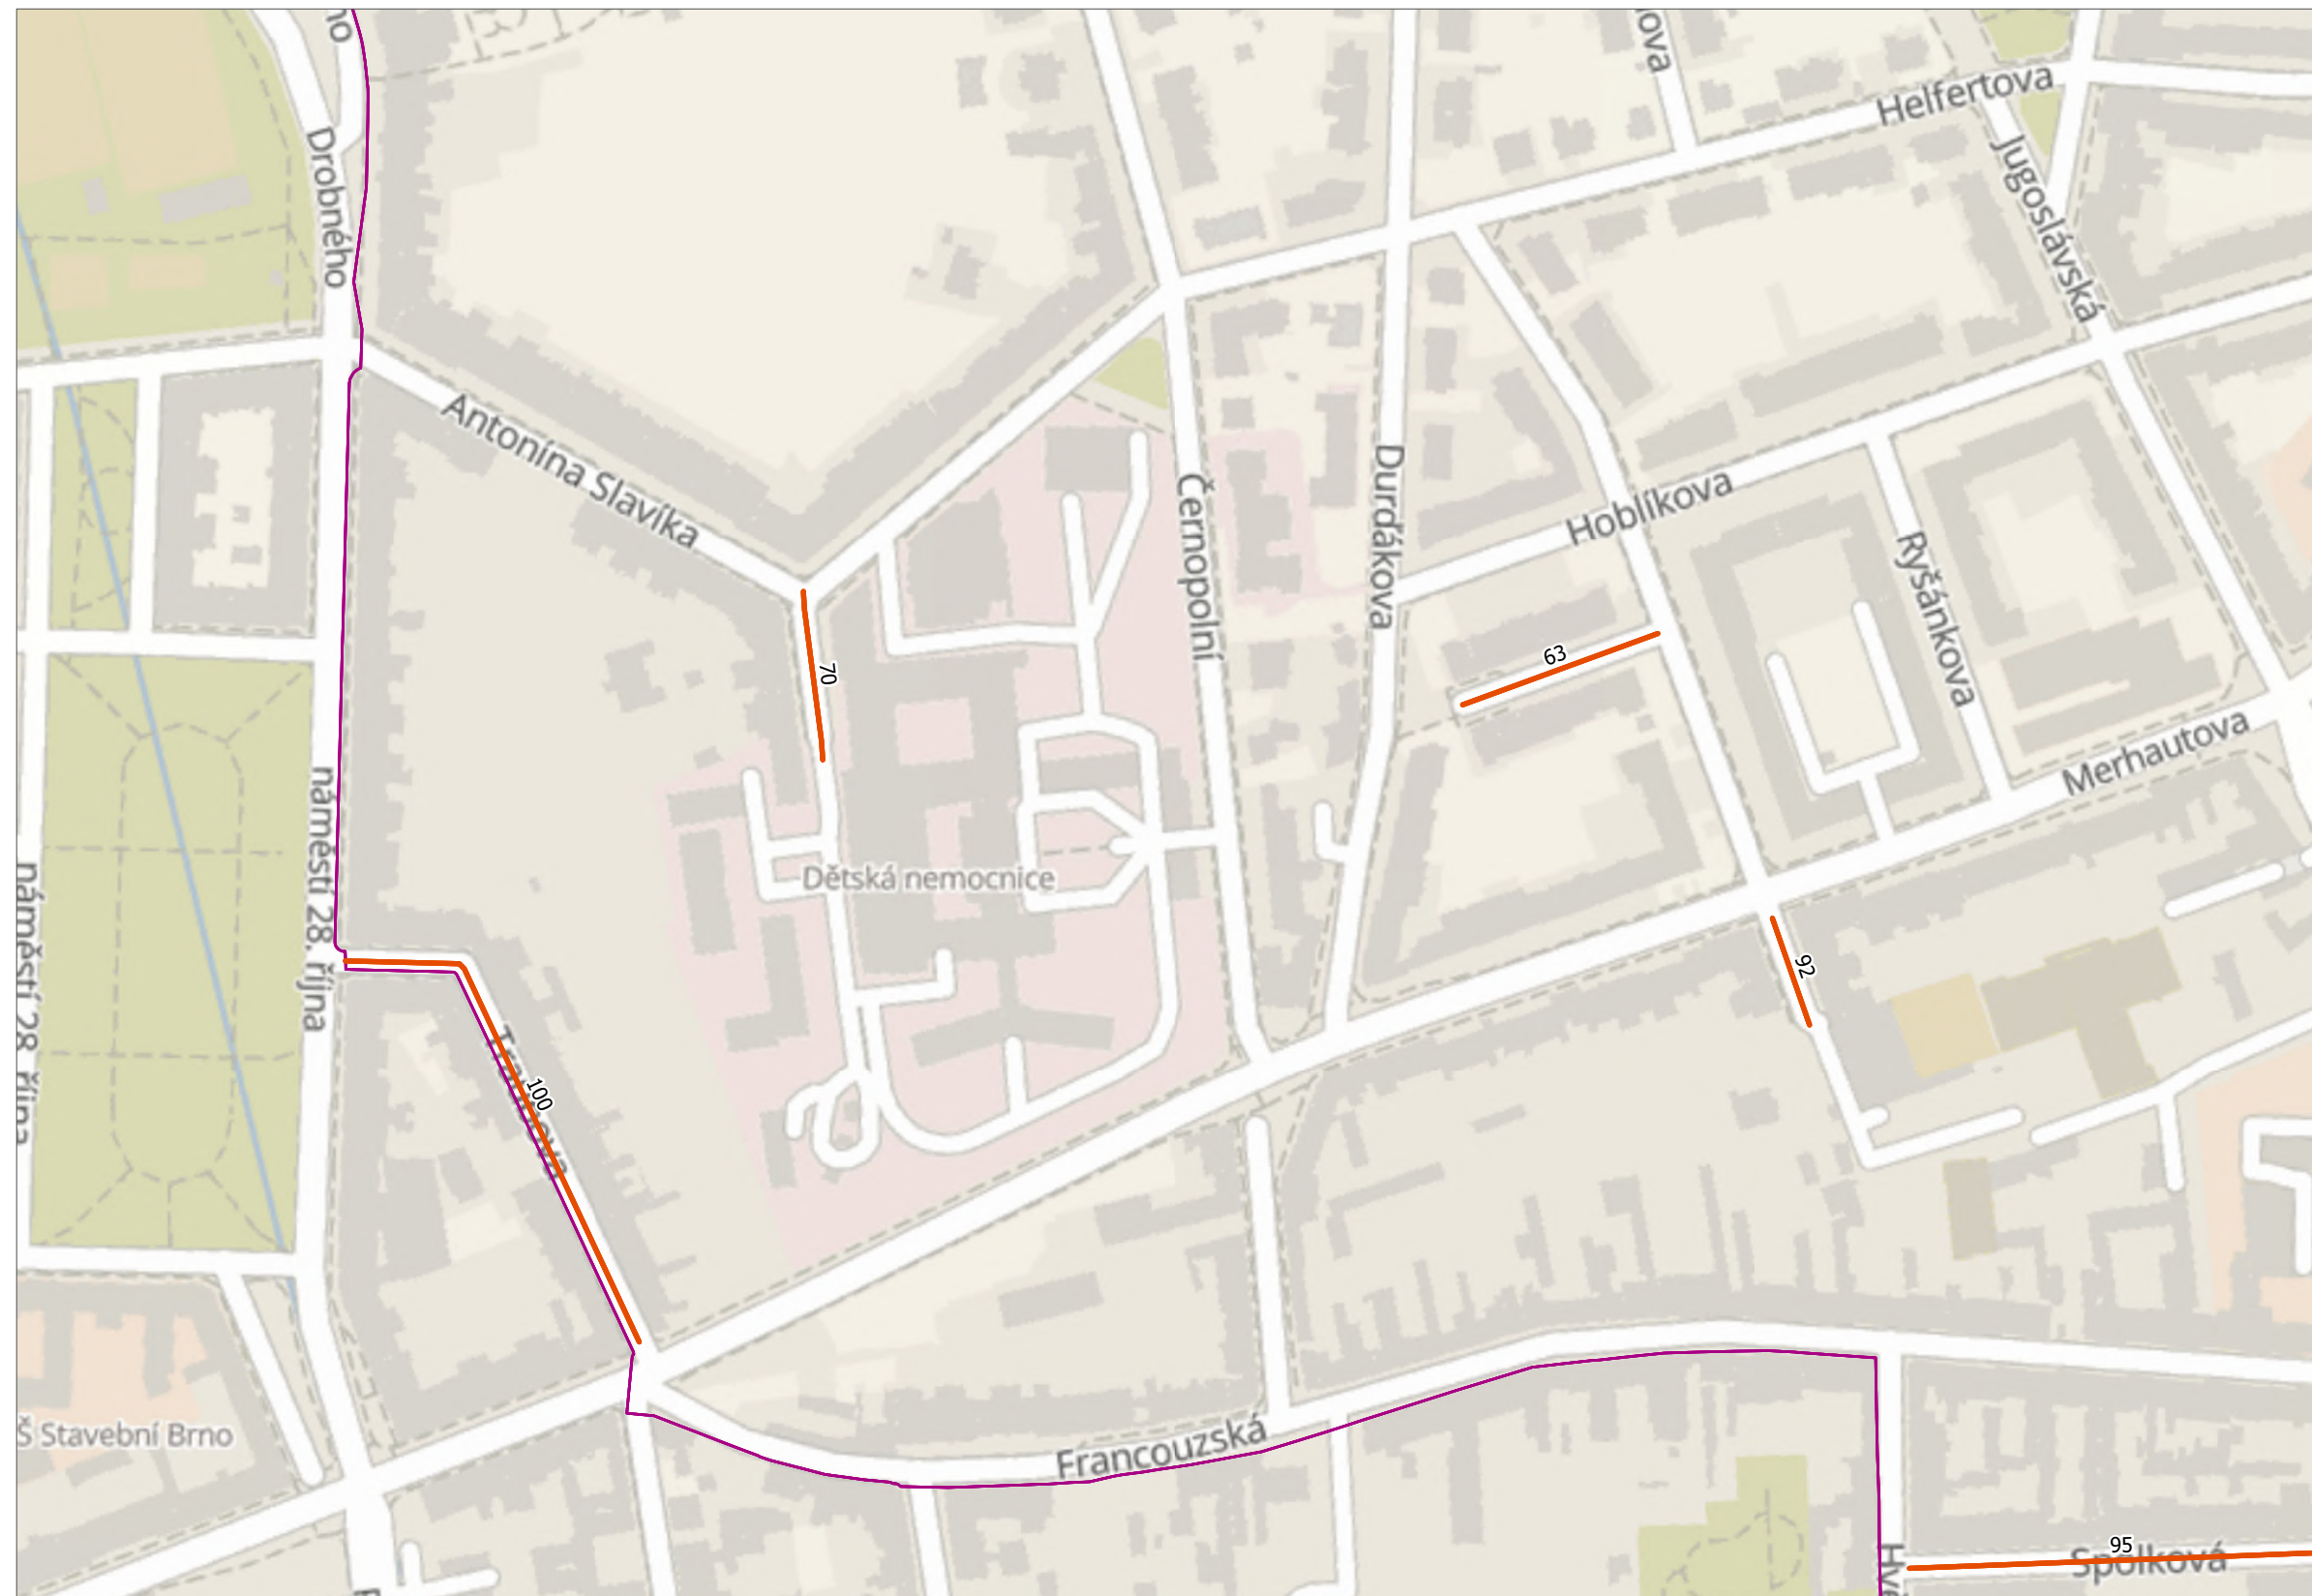 Helfertova
Drobného
Jugoslávská
Antonína Slavíka
Černopolní
Durďákova
Hoblíkova
Ryšánkova
63
70
Merhautova
náměstí 28. října
náměstí 28. října
Dětská nemocnice
92
100
Š Stavební Brno
Francouzská
95
Spolková